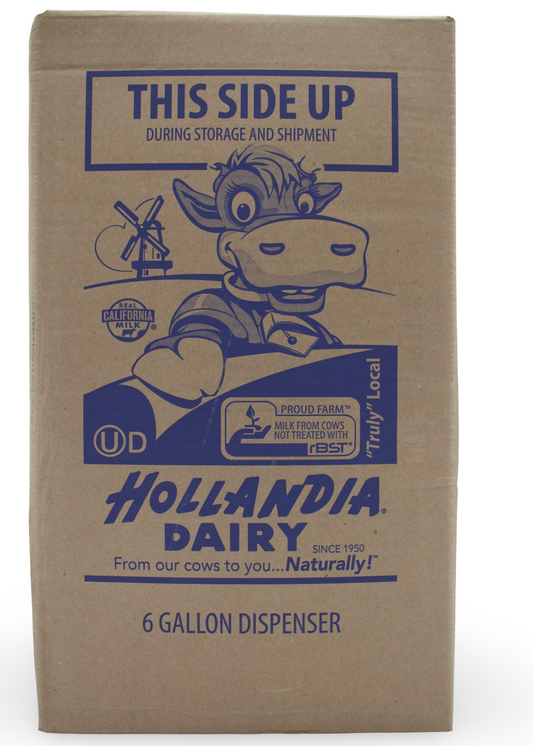 THIS SIDE UP
DURING STORAGE AND SHIPMENT
REAL
CALIFORNIA
MILK ®
U D
PROUD FARM™
MILK FROM COWS
NOT TREATED WITH
rBST*
"Truly" Local
HOLLANDIA®
DAIRY
SINCE 1950
From our cows to you...Naturally!™
6 GALLON DISPENSER